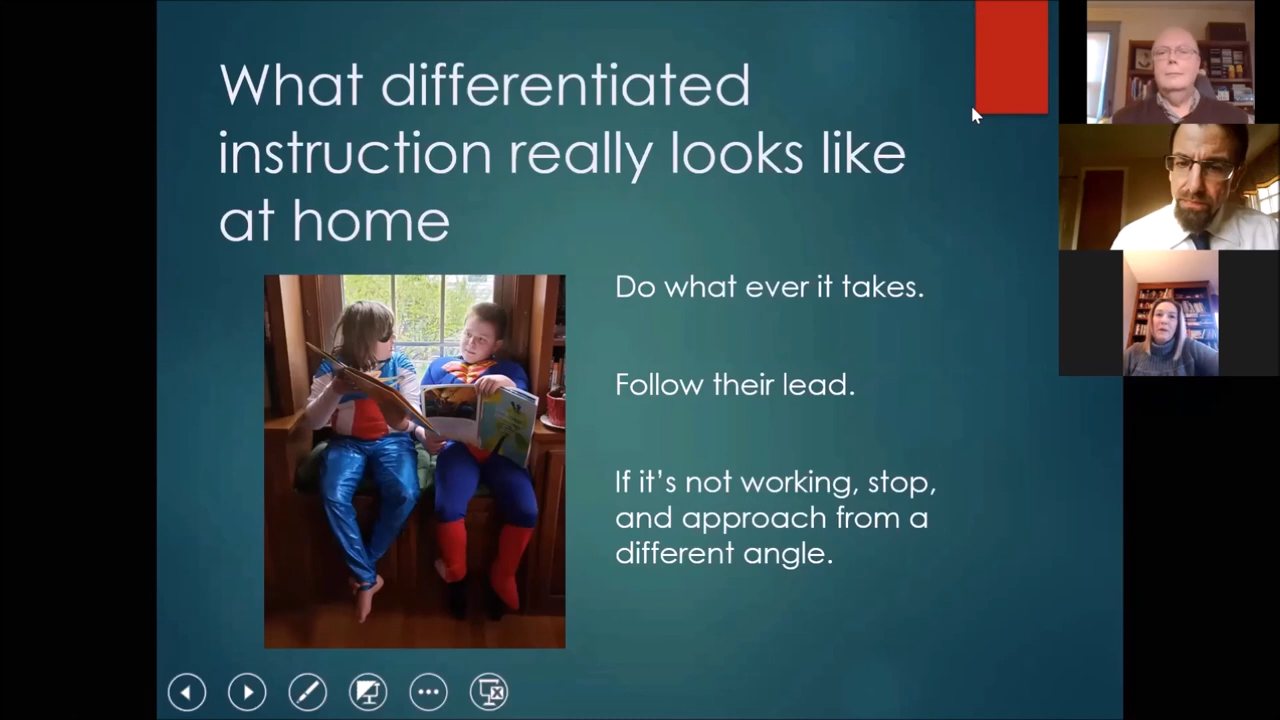 What differentiated
instruction really looks like
at home
Do what ever it takes.
Follow their lead.
If it's not working, stop,
and approach from a
different angle.